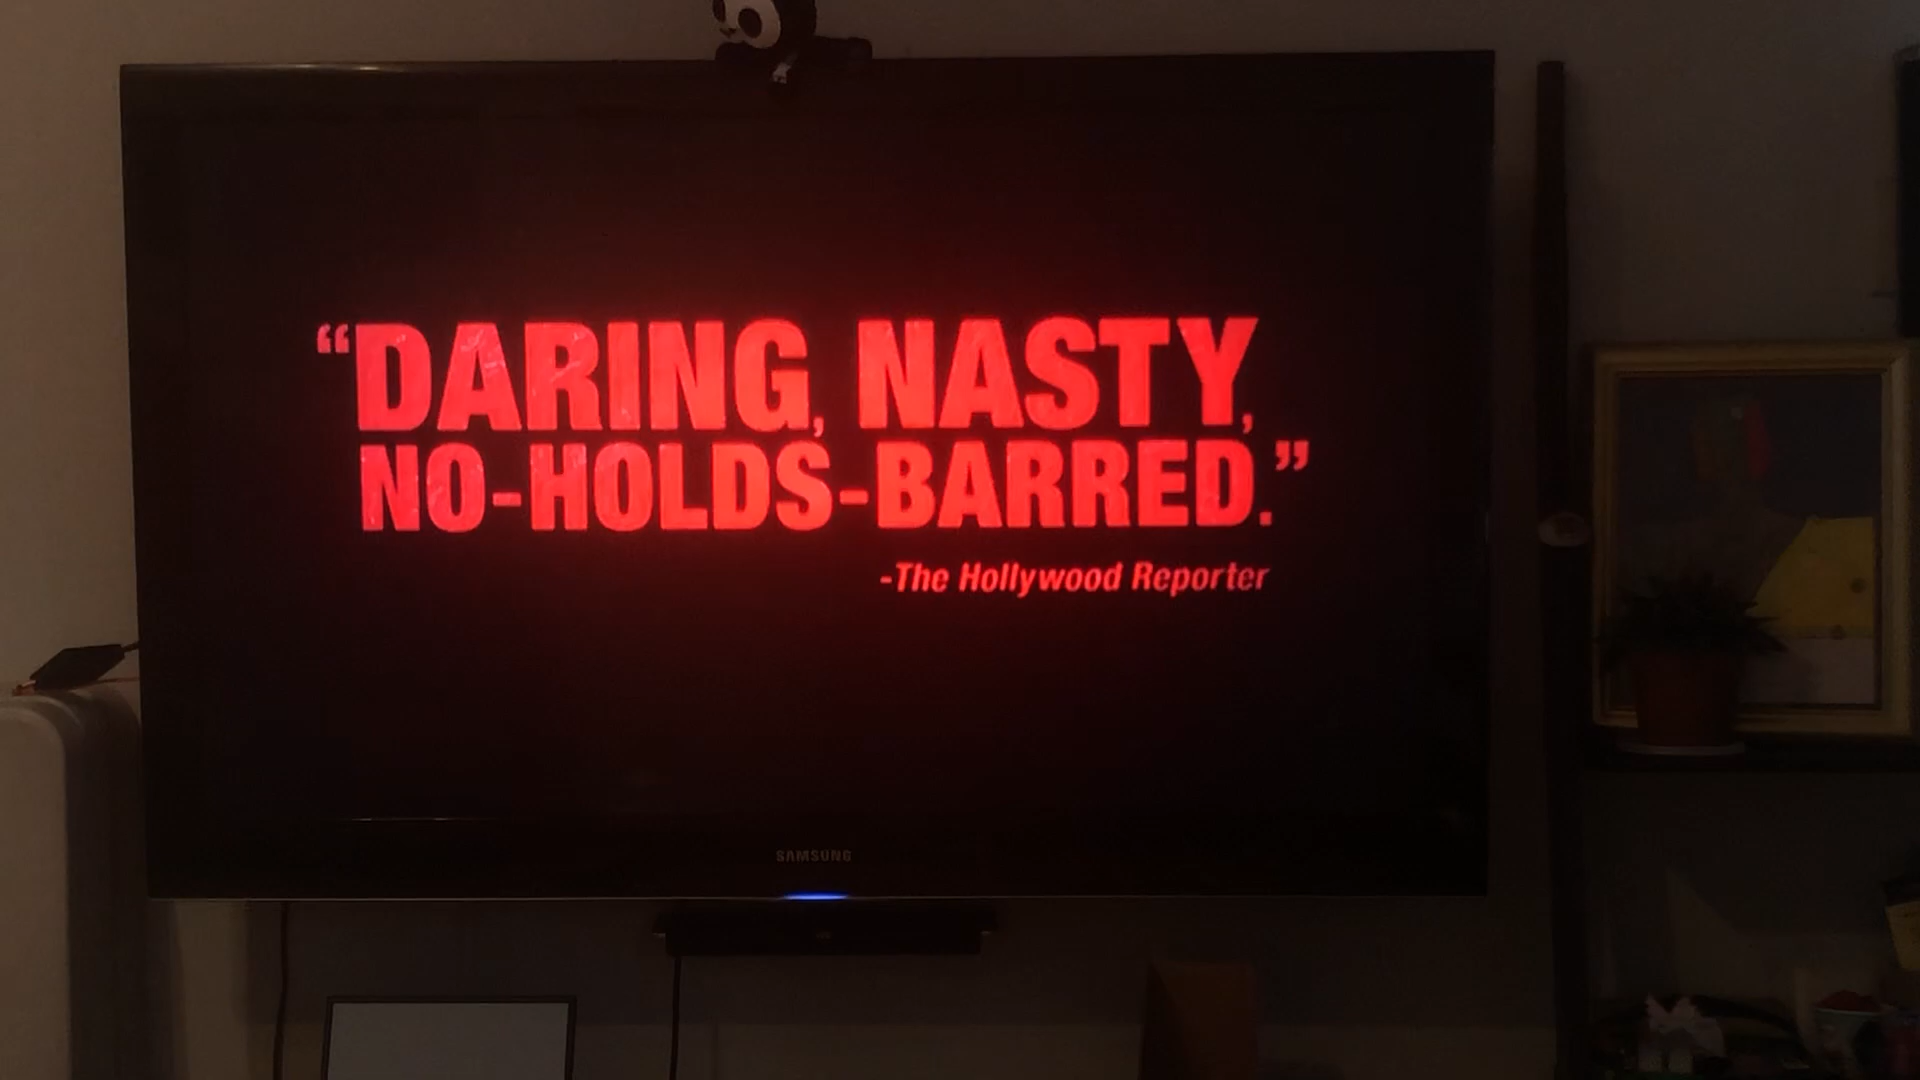 “DARING, NASTY,
NO-HOLDS-BARRED.”
-The Hollywood Reporter
SAMSUNG